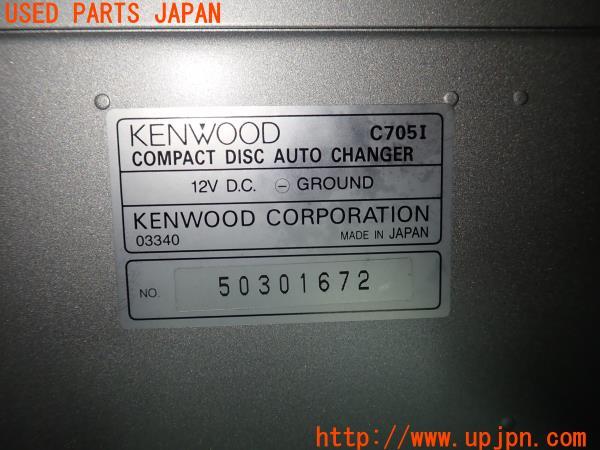 USED PARTS JAPAN
KENWOOD C705I
COMPACT DISC AUTO CHANGER
12V D.C. ⊖ GROUND
KENWOOD CORPORATION
03340 MADE IN JAPAN
NO. 50301672
(U)Parts
http://www.upjpn.com/